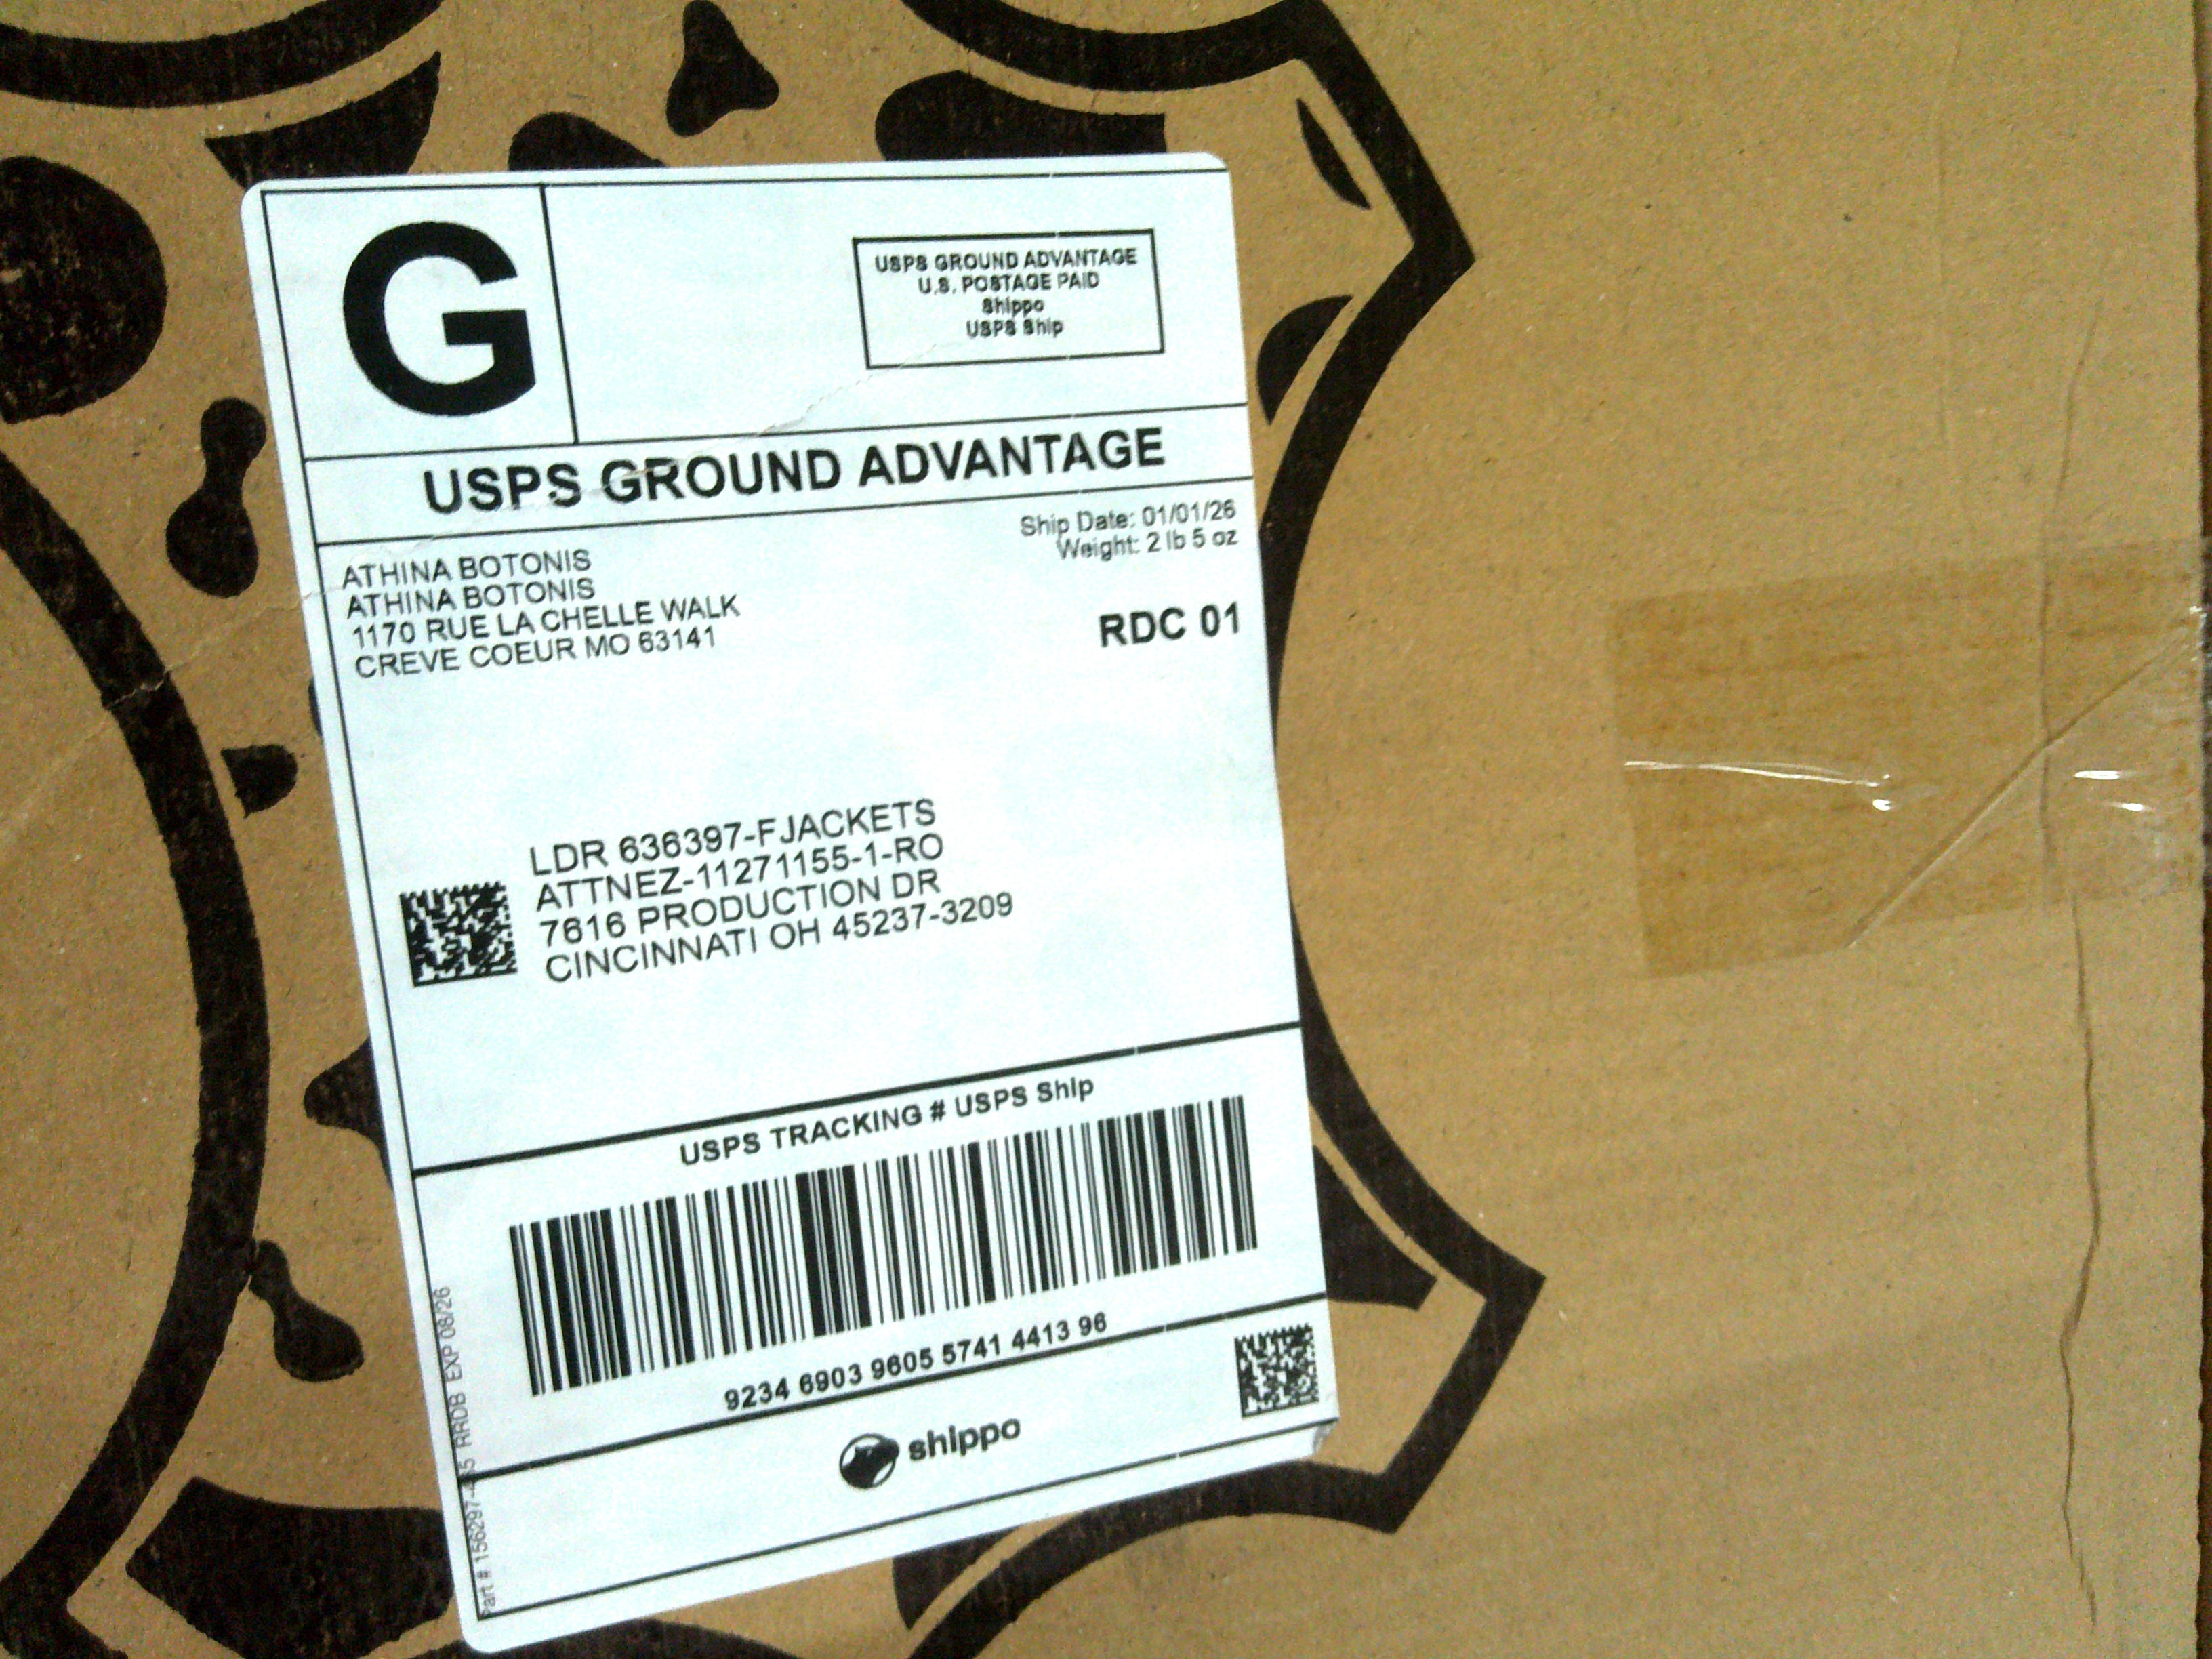 G
USPS GROUND ADVANTAGE
U.S. POSTAGE PAID
Shippo
USPS Ship
USPS GROUND ADVANTAGE
Ship Date: 01/01/26
Weight: 2 lb 5 oz
ATHINA BOTONIS
ATHINA BOTONIS
1170 RUE LA CHELLE WALK
CREVE COEUR MO 63141
RDC 01
LDR 636397-FJACKETS
ATTNEZ-11271155-1-RO
7616 PRODUCTION DR
CINCINNATI OH 45237-3209
USPS TRACKING # USPS Ship
9234 6903 9605 5741 4413 96
shippo
RRDB EXP 08/26